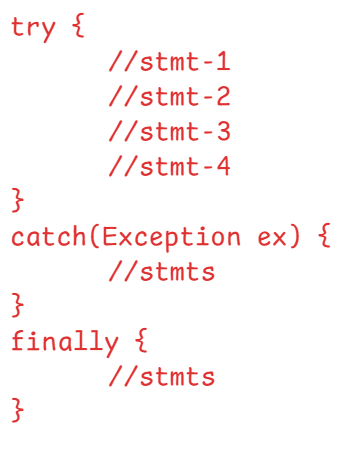 try {
//stmt-1
//stmt-2
//stmt-3
//stmt-4
}
catch(Exception ex) {
//stmts
}
finally {
//stmts
}